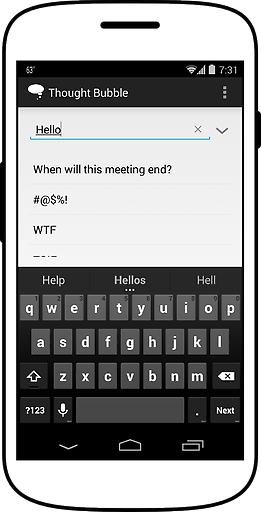 63° 7:31
Thought Bubble
Hello
When will this meeting end?
#@$%!
WTF
Help Hellos Hell
1 2 3 4 5 6 7 8 9 0
q w e r t y u i o p
a s d f g h j k l
z x c v b n m
?123 . Next